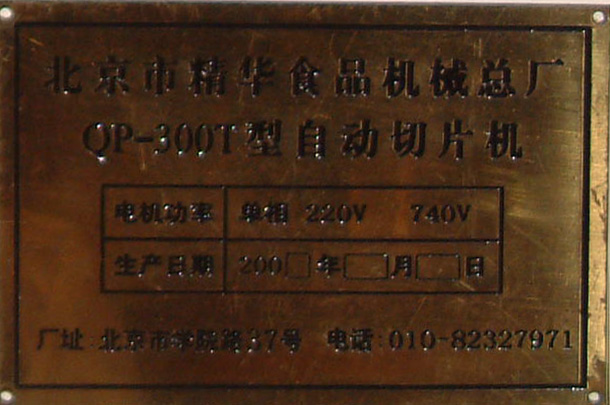 北京市精华食品机械总厂
QP-300T型自动切片机
电机功率 单相 220V 740V
生产日期 200□年□月□日
厂址:北京市学院路37号 电话:010-82327971